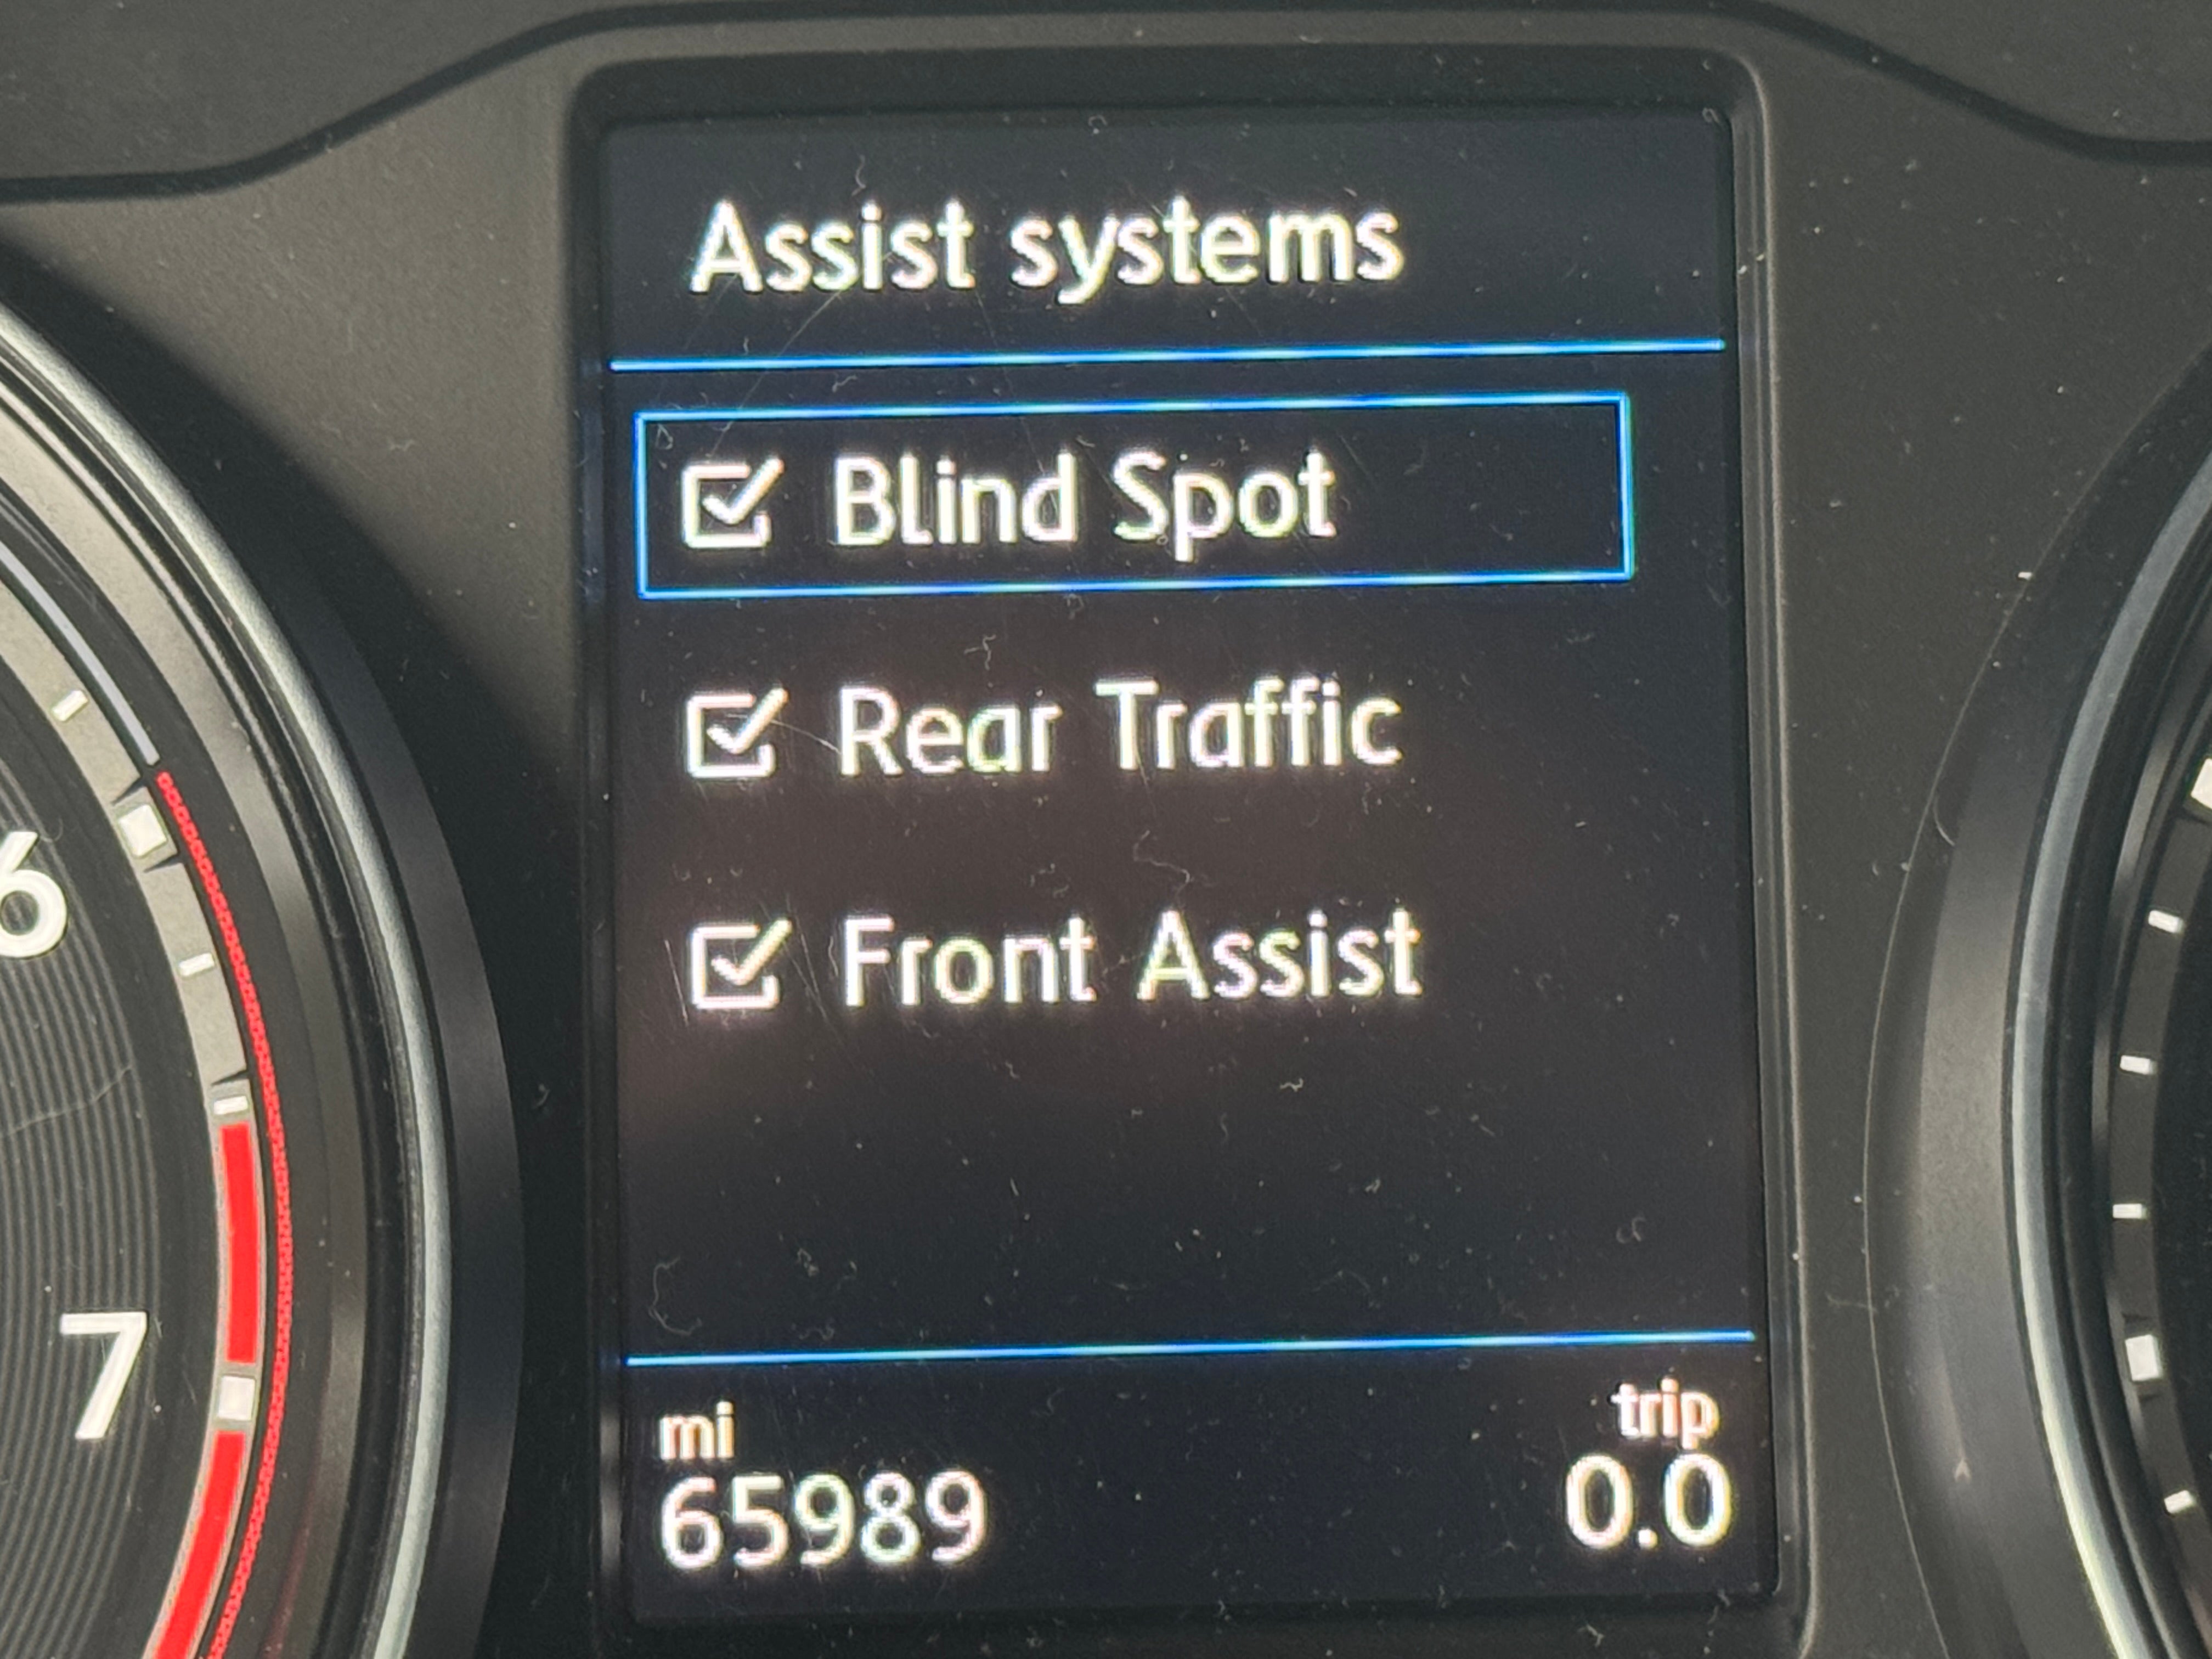 Assist systems
Blind Spot
Rear Traffic
Front Assist
mi
65989
trip
0.0
6
7